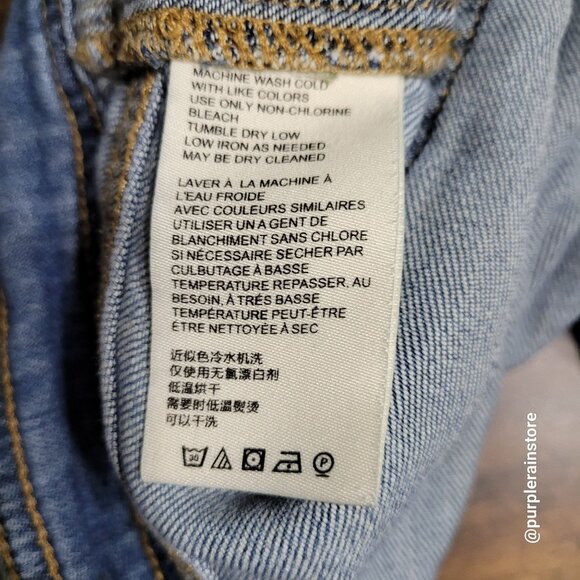 MACHINE WASH COLD
WITH LIKE COLORS
USE ONLY NON-CHLORINE
BLEACH
TUMBLE DRY LOW
LOW IRON AS NEEDED
MAY BE DRY CLEANED
LAVER À LA MACHINE À
L'EAU FROIDE
AVEC COULEURS SIMILAIRES
UTILISER UN AGENT DE
BLANCHIMENT SANS CHLORE
SI NÉCESSAIRE SECHER PAR
CULBUTAGE À BASSE
TEMPERATURE REPASSER, AU
BESOIN, À TRÉS BASSE
TEMPÉRATURE PEUT-ÊTRE
ÊTRE NETTOYÉE À SEC
近似色冷水机洗
仅使用无氯漂白剂
低温烘干
需要时低温熨烫
可以干洗
30 P
@purplerainstore